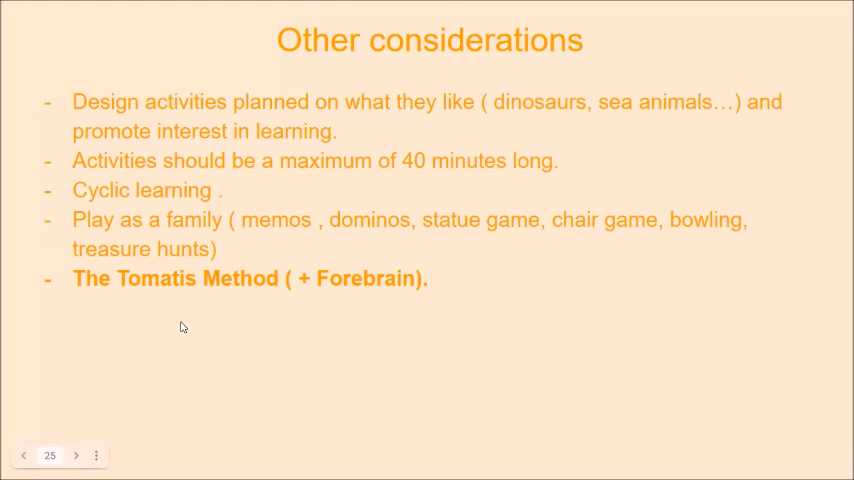 Other considerations
- Design activities planned on what they like ( dinosaurs, sea animals…) and
promote interest in learning.
- Activities should be a maximum of 40 minutes long.
- Cyclic learning .
- Play as a family ( memos , dominos, statue game, chair game, bowling,
treasure hunts)
- The Tomatis Method ( + Forebrain).
25